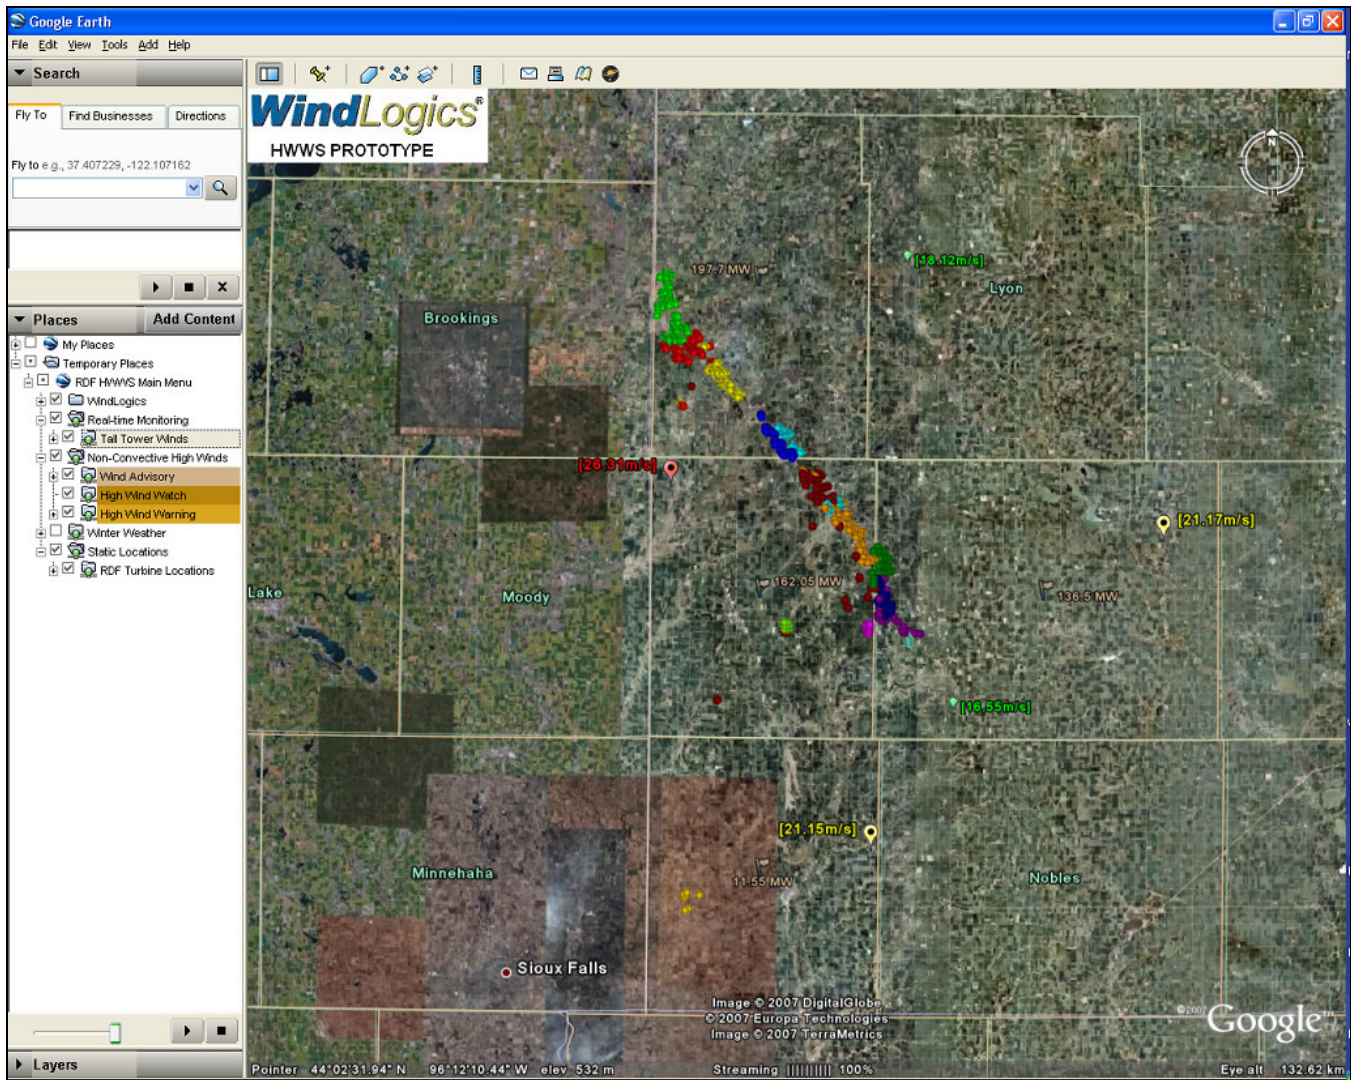 Google Earth
File Edit View Tools Add Help
Search
Fly To Find Businesses Directions
Fly to e.g., 37.407229, -122.107162
Places Add Content
My Places
Temporary Places
RDF HWWS Main Menu
WindLogics
Real-time Monitoring
Tall Tower Winds
Non-Convective High Winds
Wind Advisory
High Wind Watch
High Wind Warning
Winter Weather
Static Locations
RDF Turbine Locations
Layers
WindLogics®
HWWS PROTOTYPE
N
197.7 MW
[18.12m/s]
Lyon
Brookings
[26.31m/s]
[21.17m/s]
162.05 MW
136.5 MW
Lake
Moody
[16.55m/s]
[21.15m/s]
Minnehaha
11.55 MW
Nobles
Sioux Falls
Image © 2007 DigitalGlobe
© 2007 Europa Technologies
Image © 2007 TerraMetrics
©2007 Google™
Pointer 44°02'31.94" N 96°12'10.44" W elev 532 m Streaming |||||||||| 100% Eye alt 132.62 km